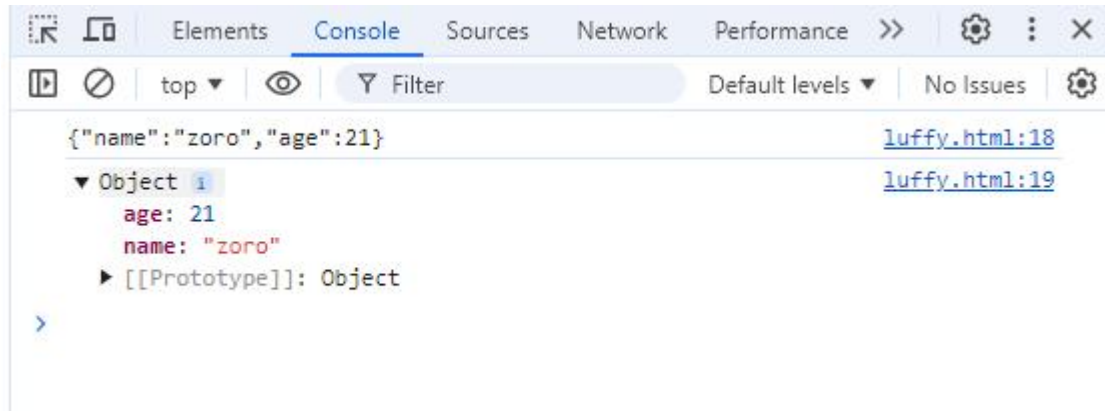 Elements Console Sources Network Performance >>
top ▼ Filter Default levels ▼ No Issues
{"name":"zoro","age":21} luffy.html:18
▼ Object i luffy.html:19
age: 21
name: "zoro"
▶ [[Prototype]]: Object
>